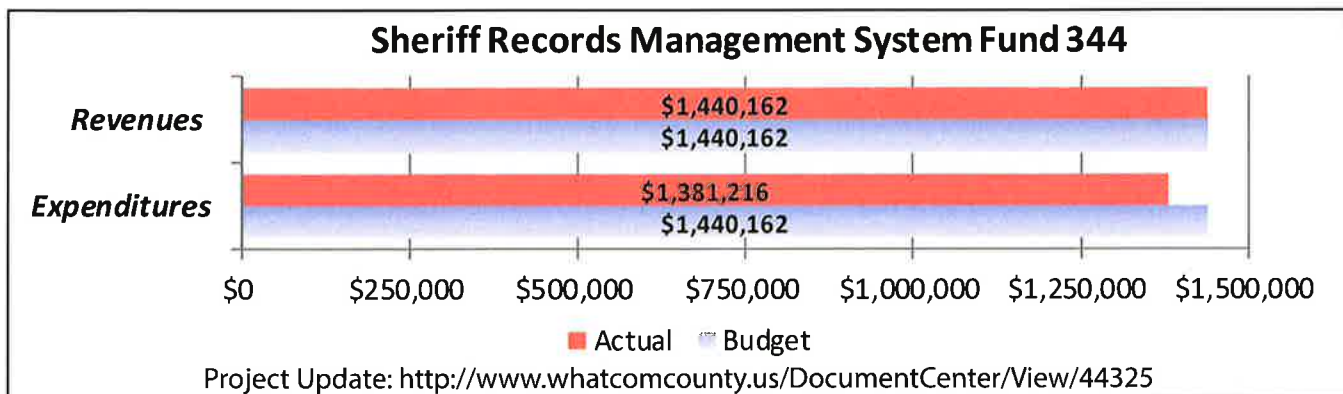 Sheriff Records Management System Fund 344
Revenues
$1,440,162
$1,440,162
Expenditures
$1,381,216
$1,440,162
$0 $250,000 $500,000 $750,000 $1,000,000 $1,250,000 $1,500,000
Actual Budget
Project Update: http://www.whatcomcounty.us/DocumentCenter/View/44325